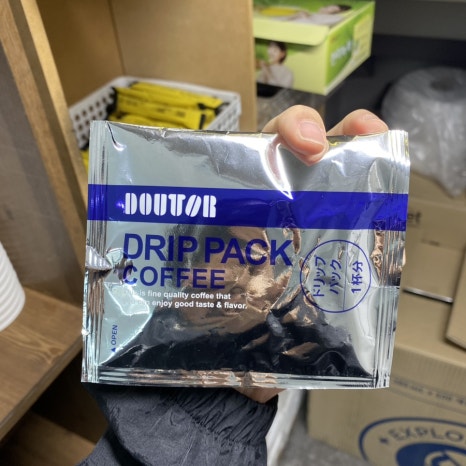 DOUTOR
DRIP PACK
COFFEE
is fine quality coffee that
enjoy good taste & flavor.
ドリップ
パック
1杯分
▲OPEN
EXPLO